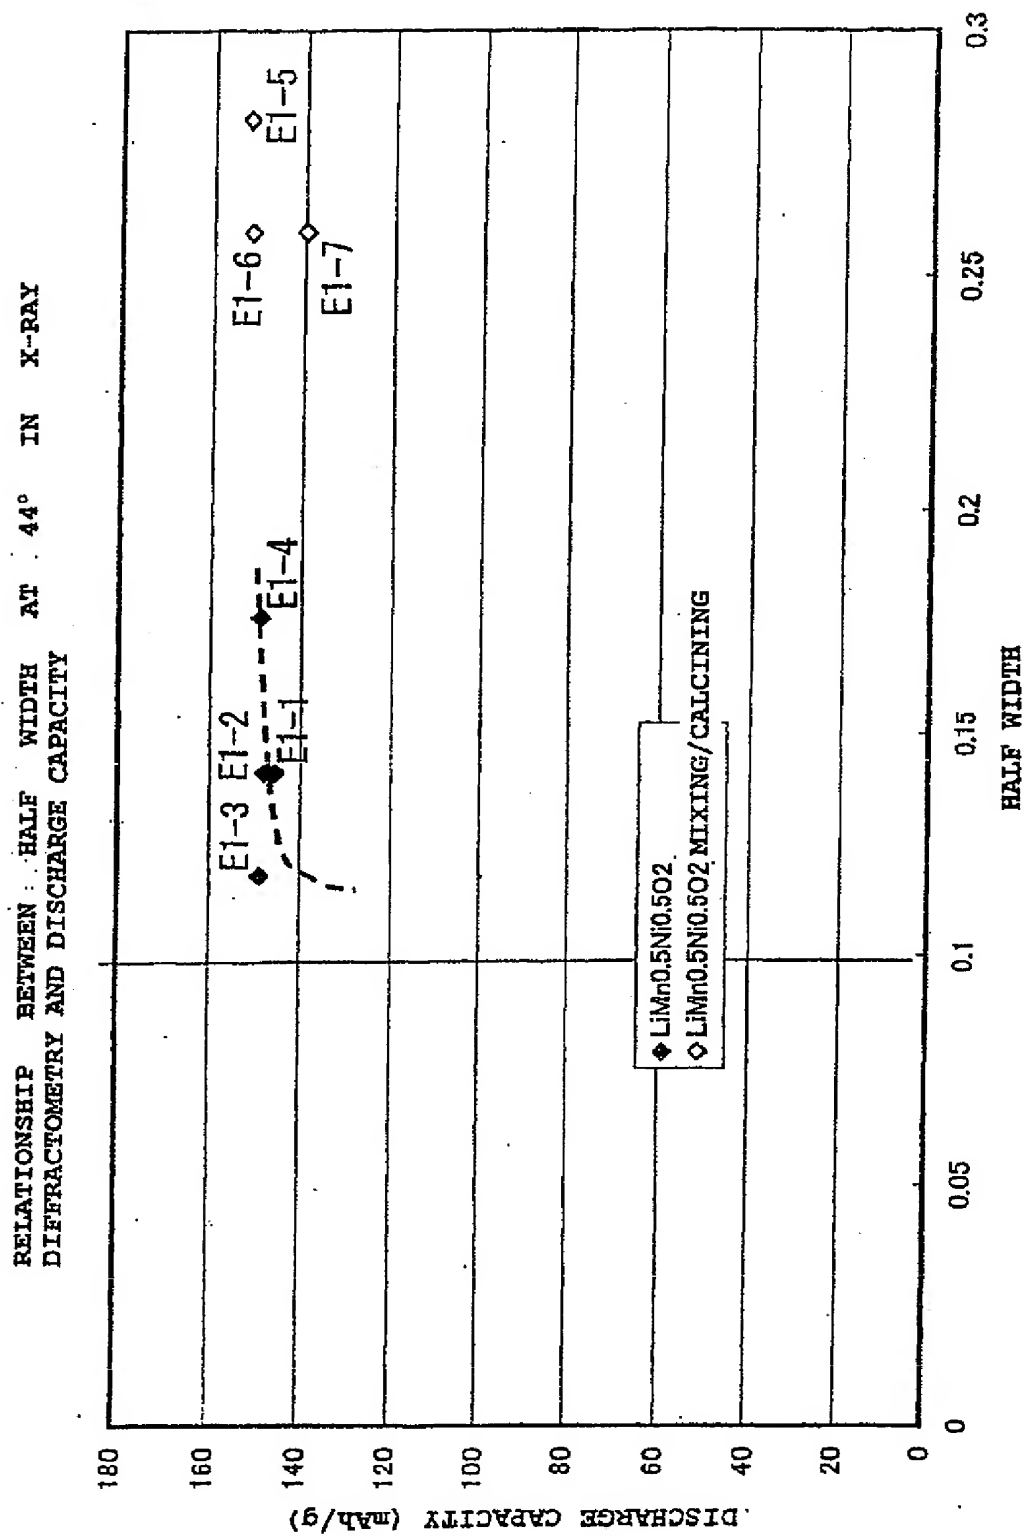 RELATIONSHIP BETWEEN : HALF WIDTH AT 44° IN X-RAY
DIFFRACTOMETRY AND DISCHARGE CAPACITY
DISCHARGE CAPACITY (mAh/g)
180
160
140
120
100
80
60
40
20
0
E1-3
E1-2
E1-1
E1-4
E1-6
E1-7
E1-5
LiMn0.5Ni0.5O2
LiMn0.5Ni0.5O2 MIXING/CALCINING
0
0.05
0.1
0.15
0.2
0.25
0.3
HALF WIDTH